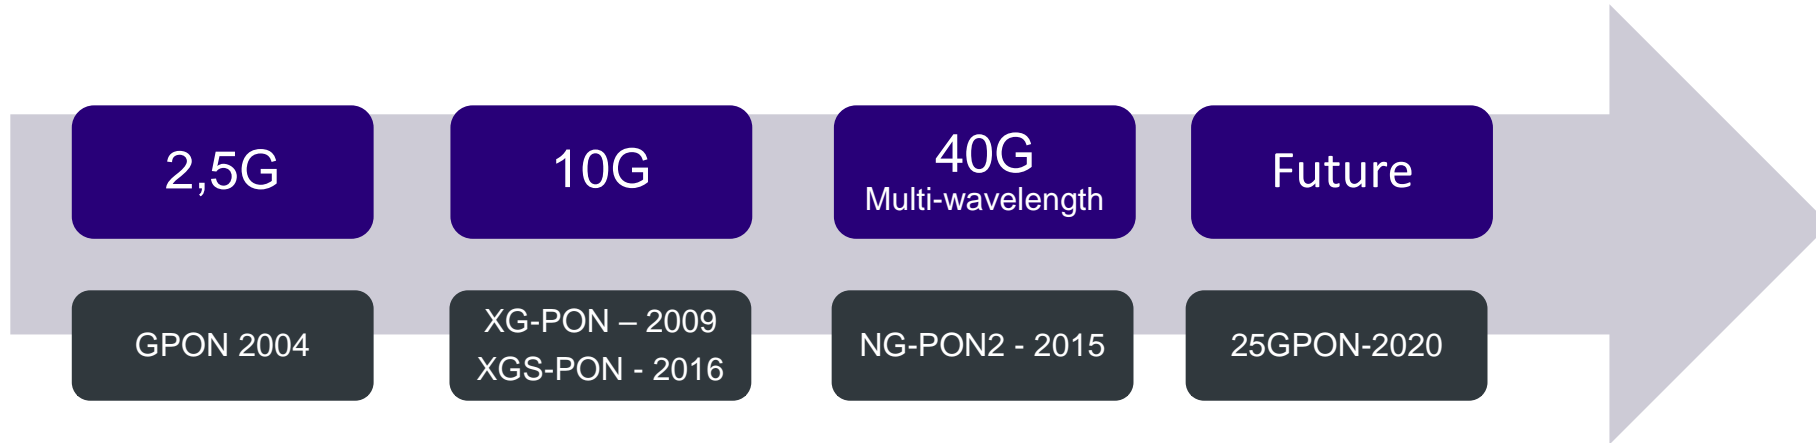 2,5G
10G
40G
Multi-wavelength
Future
GPON 2004
XG-PON – 2009
XGS-PON - 2016
NG-PON2 - 2015
25GPON-2020